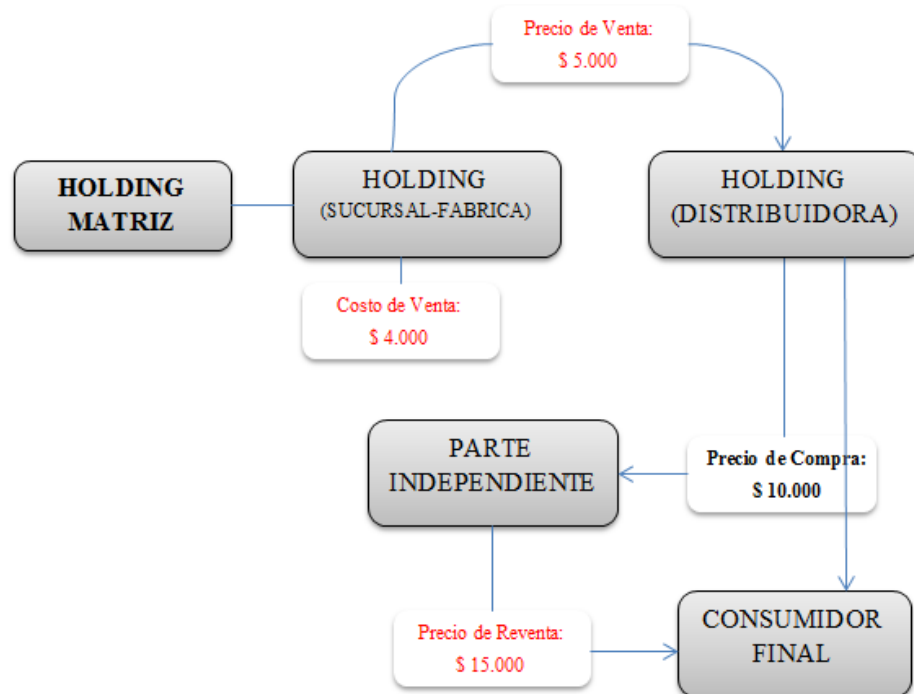 Precio de Venta:
$ 5.000
HOLDING
MATRIZ
HOLDING
(SUCURSAL-FABRICA)
HOLDING
(DISTRIBUIDORA)
Costo de Venta:
$ 4.000
PARTE
INDEPENDIENTE
Precio de Compra:
$ 10.000
Precio de Reventa:
$ 15.000
CONSUMIDOR
FINAL